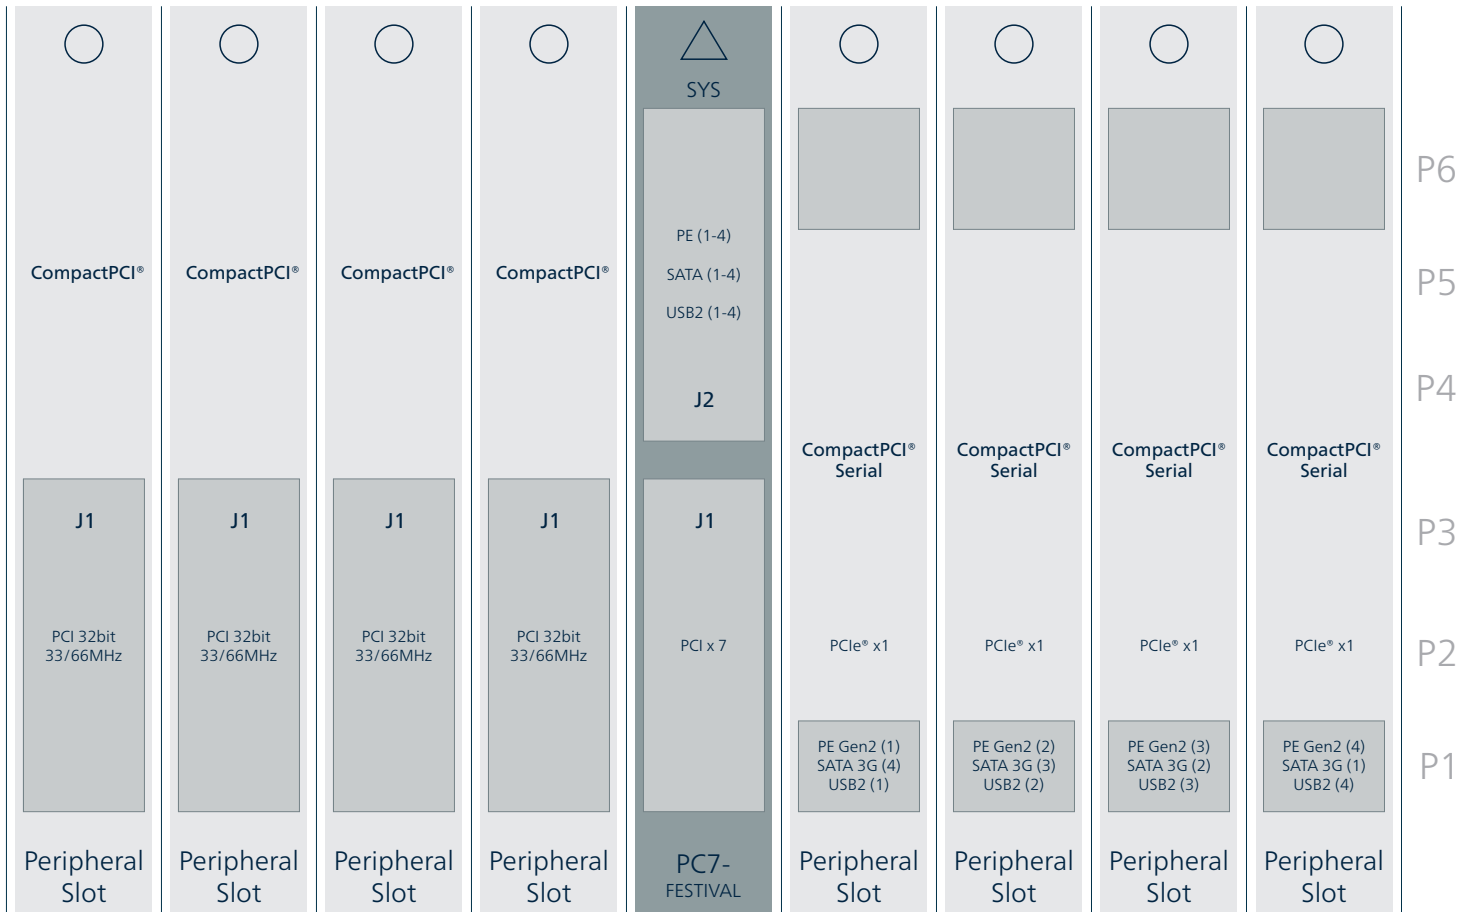 CompactPCI®
J1
PCI 32bit
33/66MHz
Peripheral
Slot
CompactPCI®
J1
PCI 32bit
33/66MHz
Peripheral
Slot
CompactPCI®
J1
PCI 32bit
33/66MHz
Peripheral
Slot
CompactPCI®
J1
PCI 32bit
33/66MHz
Peripheral
Slot
SYS
PE (1-4)
SATA (1-4)
USB2 (1-4)
J2
J1
PCI x 7
PC7-
FESTIVAL
CompactPCI®
Serial
PCIe® x1
PE Gen2 (1)
SATA 3G (4)
USB2 (1)
Peripheral
Slot
CompactPCI®
Serial
PCIe® x1
PE Gen2 (2)
SATA 3G (3)
USB2 (2)
Peripheral
Slot
CompactPCI®
Serial
PCIe® x1
PE Gen2 (3)
SATA 3G (2)
USB2 (3)
Peripheral
Slot
CompactPCI®
Serial
PCIe® x1
PE Gen2 (4)
SATA 3G (1)
USB2 (4)
Peripheral
Slot
P6
P5
P4
P3
P2
P1